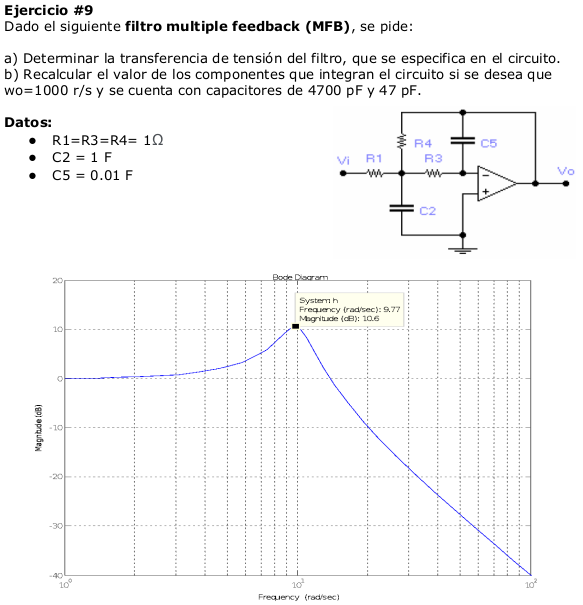 Ejercicio #9
Dado el siguiente filtro multiple feedback (MFB), se pide:
a) Determinar la transferencia de tensión del filtro, que se especifica en el circuito.
b) Recalcular el valor de los componentes que integran el circuito si se desea que
wo=1000 r/s y se cuenta con capacitores de 4700 pF y 47 pF.
Datos:
● R1=R3=R4= 1Ω
● C2 = 1 F
● C5 = 0.01 F
R4
C5
Vi
R1
R3
Vo
C2
Bode Diagram
System: h
Frequency (rad/sec): 9.77
Magnitude (dB): 10.6
20
10
0
-10
-20
-30
-40
Magnitude (dB)
10^0
10^1
10^2
Frequency (rad/sec)